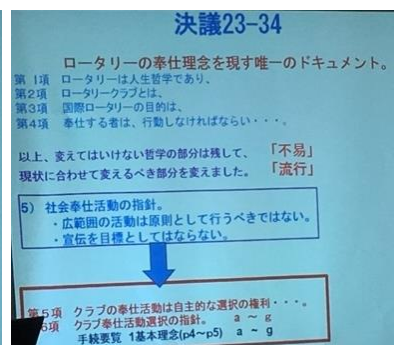 決議23-34
ロータリーの奉仕理念を現す唯一のドキュメント。
第1項 ロータリーは人生哲学であり、
第2項 ロータリークラブとは、
第3項 国際ロータリーの目的は、
第4項 奉仕する者は、行動しなければならい・・・。
以上、変えてはいけない哲学の部分は残して、 「不易」
現状に合わせて変えるべき部分を変えました。 「流行」
5) 社会奉仕活動の指針。
・広範囲の活動は原則として行うべきではない。
・宣伝を目標としてはならない。
第5項 クラブの奉仕活動は自主的な選択の権利・・・。
6項 クラブ奉仕活動選択の指針。 a ~ g
手続要覧 1基本理念(p4~p5) a ~ g